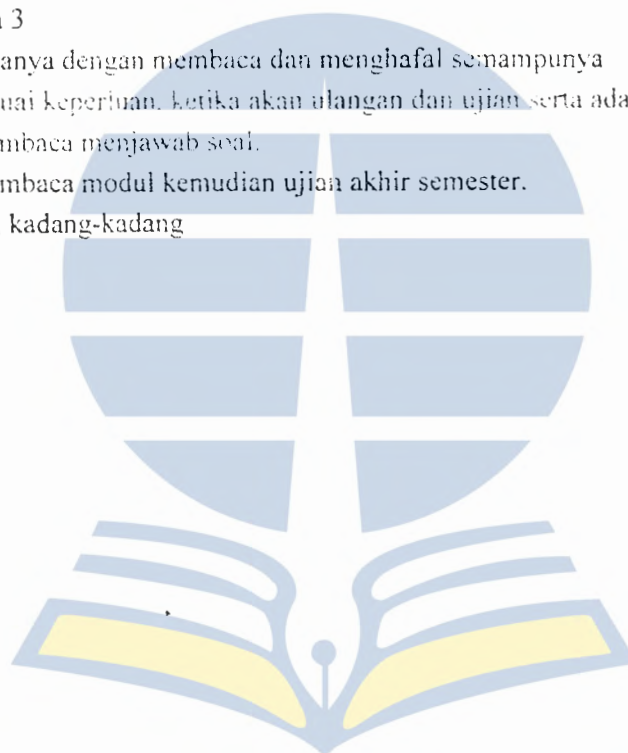 a 3
anya dengan membaca dan menghafal semampunya
uai keperluan, ketika akan ulangan dan ujian serta ada
mbaca menjawab soal.
mbaca modul kemudian ujian akhir semester.
kadang-kadang